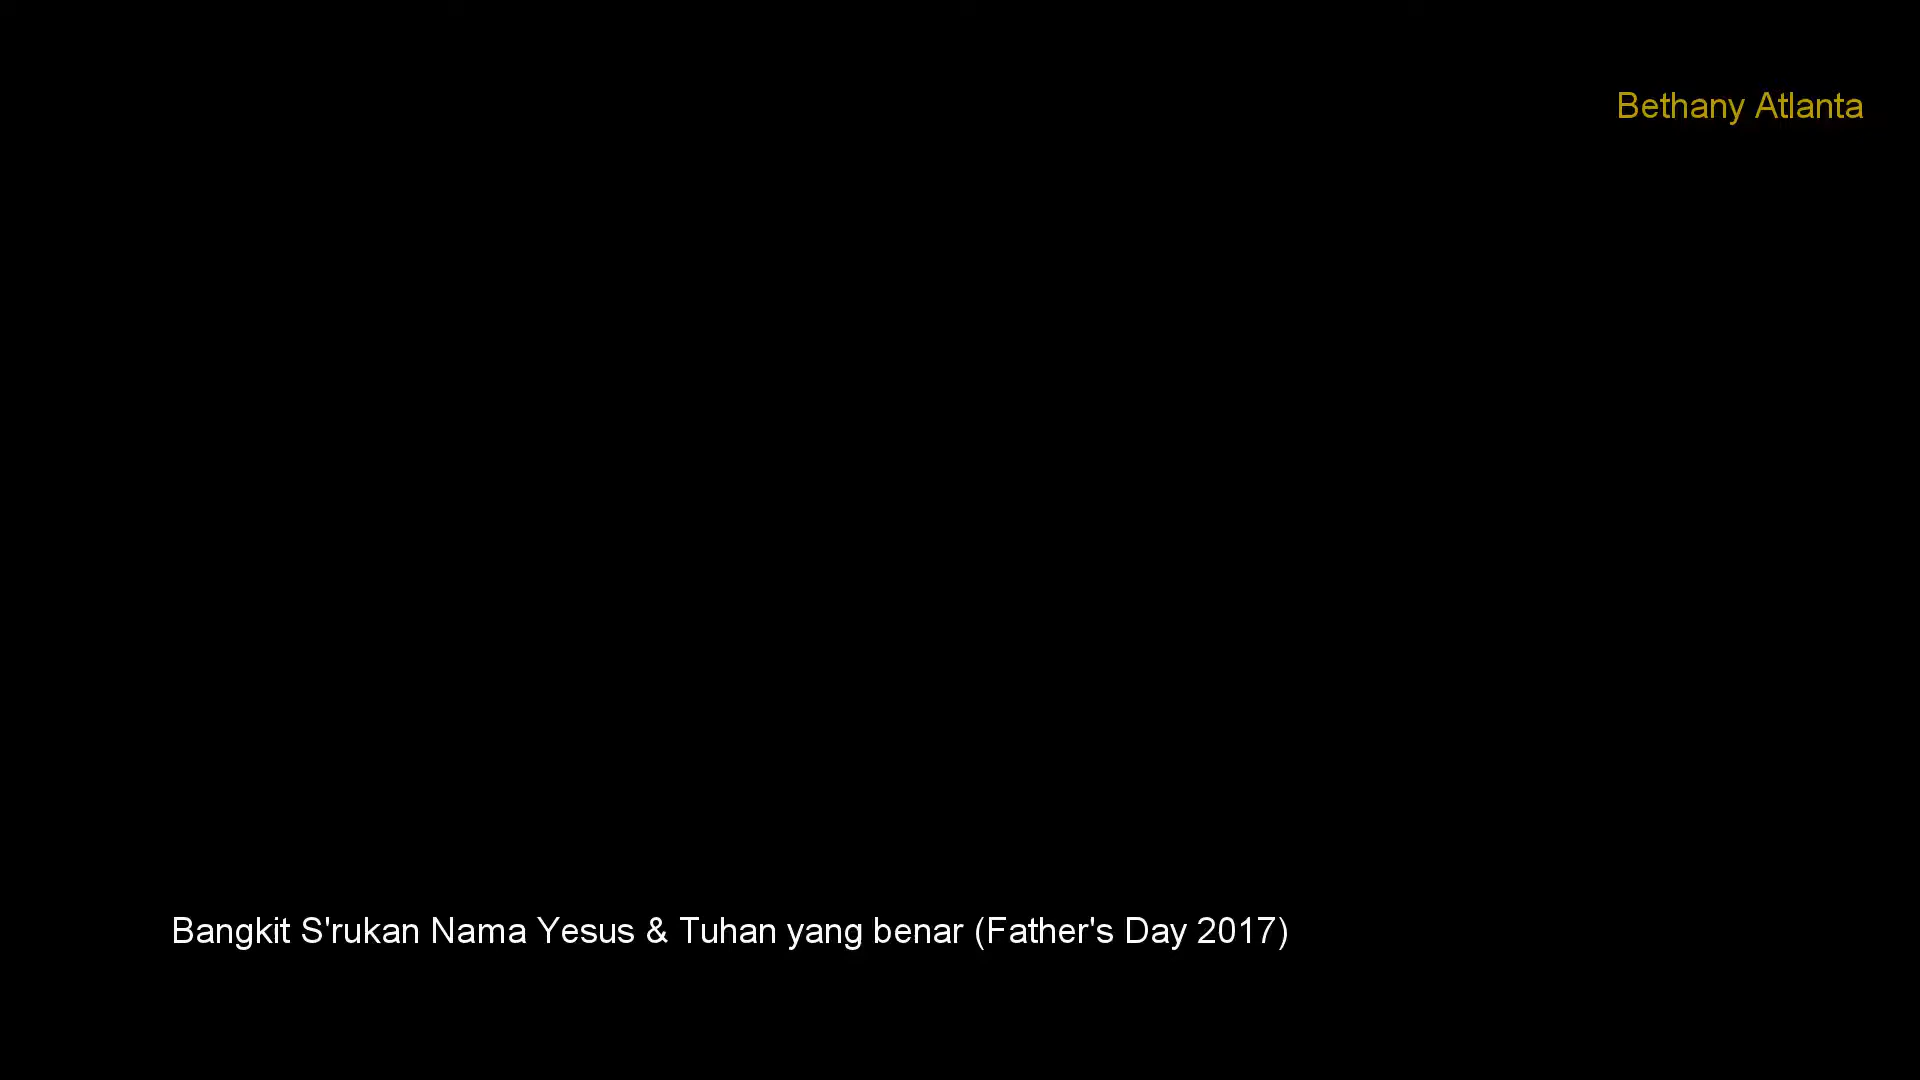 Bethany Atlanta
Bangkit S'rukan Nama Yesus & Tuhan yang benar (Father's Day 2017)